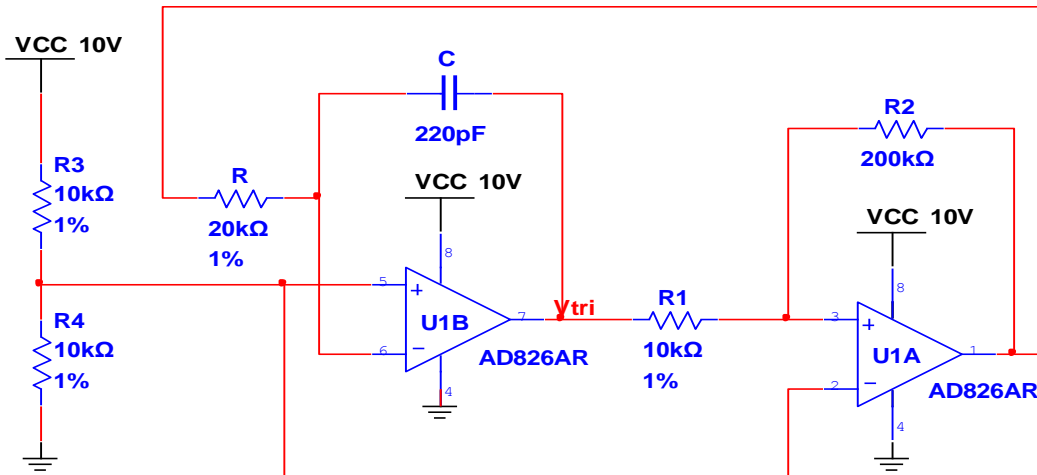 VCC 10V
R3
10kΩ
1%
R4
10kΩ
1%
R
20kΩ
1%
C
220pF
VCC 10V
8
5
+
U1B
6
−
7
4
AD826AR
Vtri
R1
10kΩ
1%
R2
200kΩ
VCC 10V
8
3
+
U1A
2
−
1
4
AD826AR